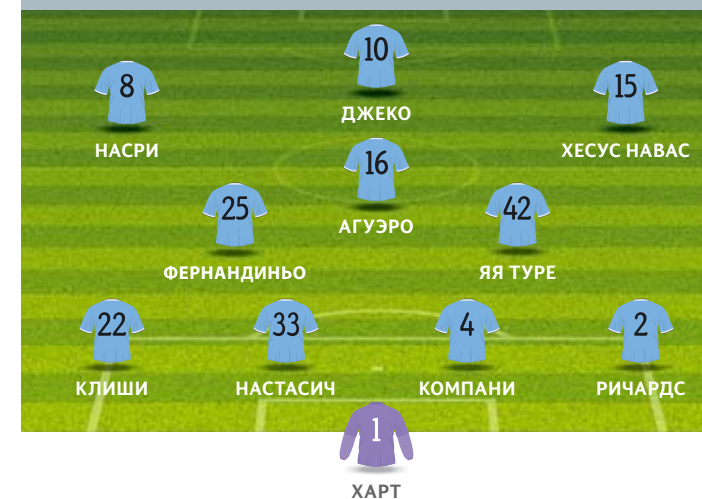 10
ДЖЕКО
8
НАСРИ
15
ХЕСУС НАВАС
16
АГУЭРО
25
ФЕРНАНДИНЬО
42
ЯЯ ТУРЕ
22
КЛИШИ
33
НАСТАСИЧ
4
КОМПАНИ
2
РИЧАРДС
1
ХАРТ